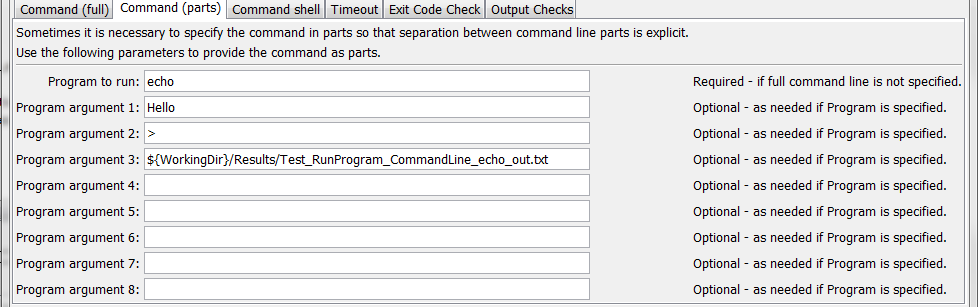 Command (full) Command (parts) Command shell Timeout Exit Code Check Output Checks
Sometimes it is necessary to specify the command in parts so that separation between command line parts is explicit.
Use the following parameters to provide the command as parts.
Program to run: echo Required - if full command line is not specified.
Program argument 1: Hello Optional - as needed if Program is specified.
Program argument 2: > Optional - as needed if Program is specified.
Program argument 3: ${WorkingDir}/Results/Test_RunProgram_CommandLine_echo_out.txt Optional - as needed if Program is specified.
Program argument 4: Optional - as needed if Program is specified.
Program argument 5: Optional - as needed if Program is specified.
Program argument 6: Optional - as needed if Program is specified.
Program argument 7: Optional - as needed if Program is specified.
Program argument 8: Optional - as needed if Program is specified.